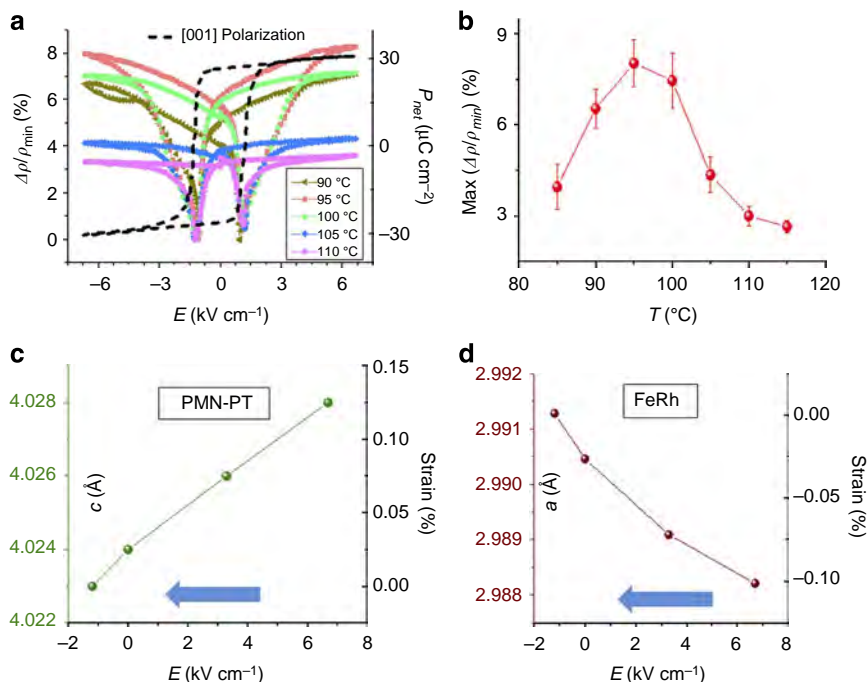 a
[001] Polarization
Δρ/ρmin (%)
8
7
6
5
4
3
2
1
0
30
0
–30
Pnet (μC cm–2)
90 °C
95 °C
100 °C
105 °C
110 °C
–6
–3
0
3
6
E (kV cm–1)
b
Max (Δρ/ρmin) (%)
9
6
3
80
90
100
110
120
T (°C)
c
PMN-PT
4.028
4.026
4.024
4.022
c (Å)
0.15
0.10
0.05
0.00
Strain (%)
–2
0
2
4
6
8
E (kV cm–1)
d
FeRh
2.992
2.991
2.990
2.989
2.988
a (Å)
0.00
–0.05
–0.10
Strain (%)
–2
0
2
4
6
8
E (kV cm–1)